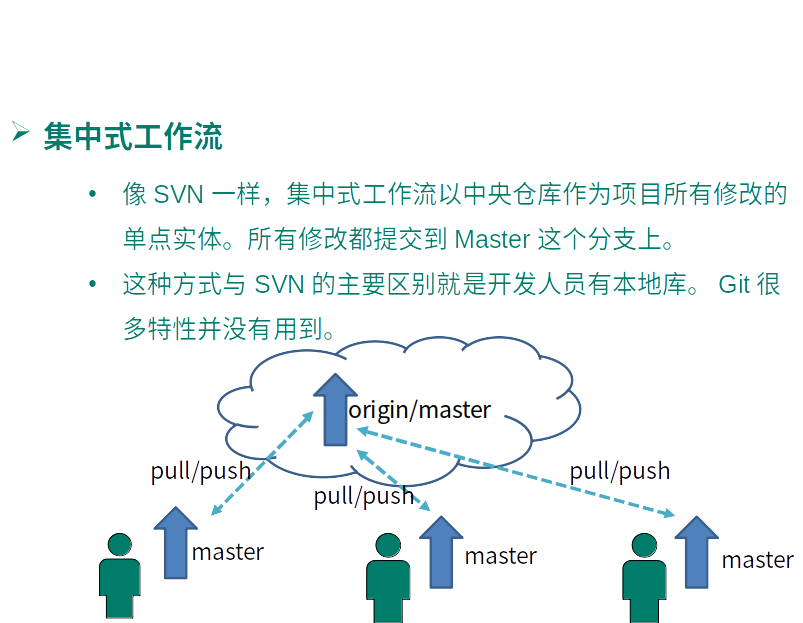 集中式工作流
像 SVN 一样，集中式工作流以中央仓库作为项目所有修改的
单点实体。所有修改都提交到 Master 这个分支上。
这种方式与 SVN 的主要区别就是开发人员有本地库。 Git 很
多特性并没有用到。
origin/master
pull/push
pull/push
pull/push
master
master
master